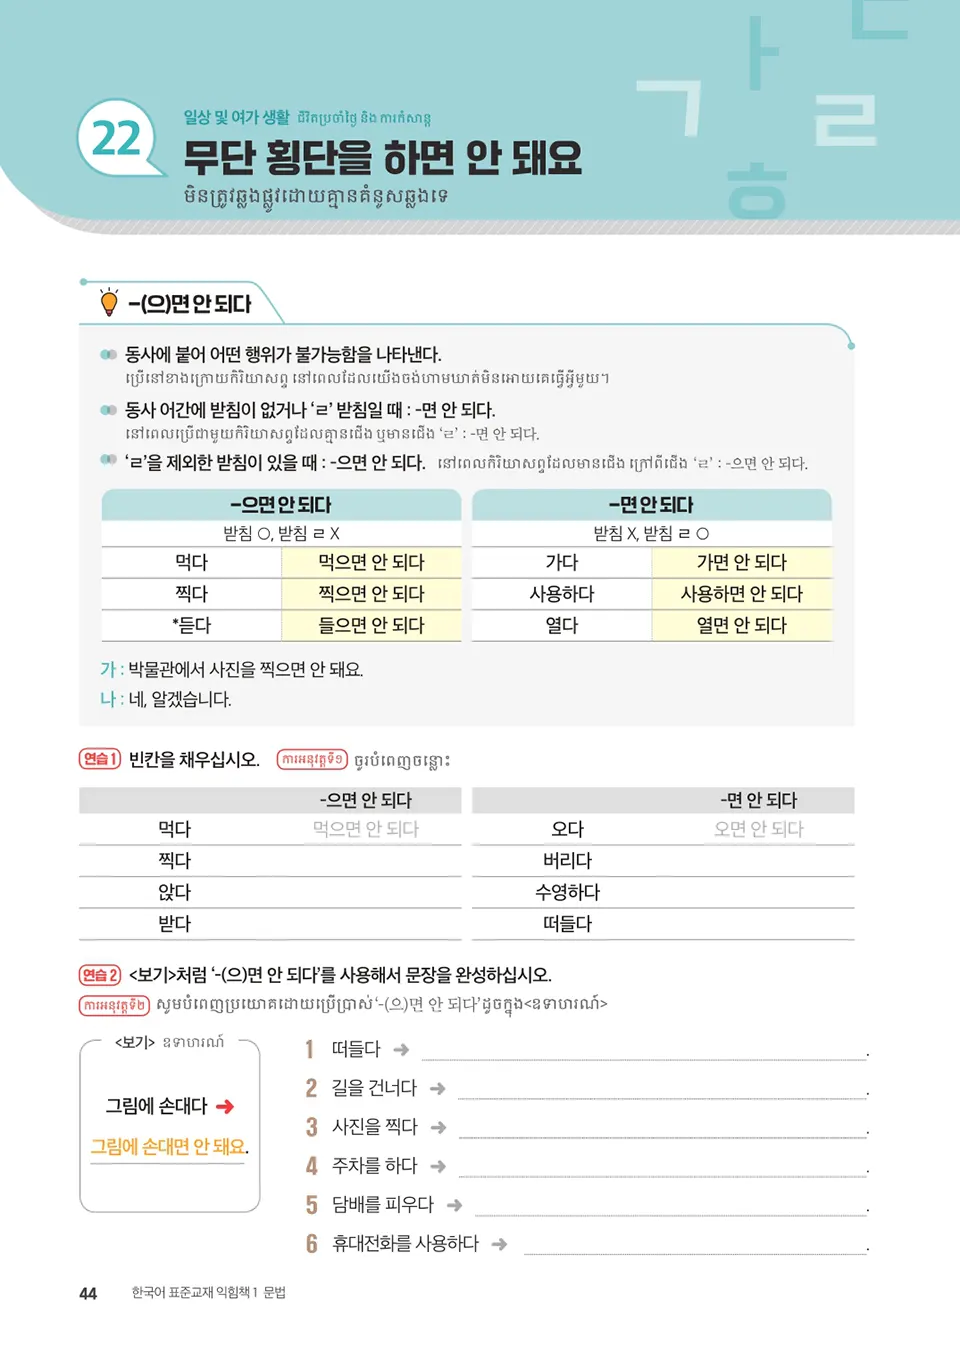 22
일상 및 여가 생활 ជីវិតប្រចាំថ្ងៃ និង ការកំសាន្ត
무단 횡단을 하면 안 돼요
មិនត្រូវឆ្លងផ្លូវដោយគ្មានគំនូសឆ្លងទេ
ㄱ ㅏ ㄷ ㄹ ㅎ
-(으)면 안 되다
동사에 붙어 어떤 행위가 불가능함을 나타낸다.
ប្រើនៅខាងក្រោយកិរិយាសព្ទ នៅពេលដែលយើងចង់ហាមឃាត់មិនអោយគេធ្វើអ្វីមួយ។
동사 어간에 받침이 없거나 ‘ㄹ’ 받침일 때 : -면 안 되다.
នៅពេលប្រើជាមួយកិរិយាសព្ទដែលគ្មានជើង ឬមានជើង ‘ㄹ’ : -면 안 되다.
‘ㄹ’을 제외한 받침이 있을 때 : -으면 안 되다. នៅពេលកិរិយាសព្ទដែលមានជើង ក្រៅពីជើង ‘ㄹ’ : -으면 안 되다.
-으면 안 되다 -면 안 되다
받침 O, 받침 ㄹ X 받침 X, 받침 ㄹ O
먹다 먹으면 안 되다 가다 가면 안 되다
찍다 찍으면 안 되다 사용하다 사용하면 안 되다
*듣다 들으면 안 되다 열다 열면 안 되다
가 : 박물관에서 사진을 찍으면 안 돼요.
나 : 네, 알겠습니다.
연습 1 빈칸을 채우십시오. ការអនុវត្តទី១ ចូរបំពេញចន្លោះ
-으면 안 되다 -면 안 되다
먹다 먹으면 안 되다 오다 오면 안 되다
찍다 버리다
앉다 수영하다
받다 떠들다
연습 2 <보기>처럼 ‘-(으)면 안 되다’를 사용해서 문장을 완성하십시오.
ការអនុវត្តទី២ សូមបំពេញប្រយោគដោយប្រើប្រាស់ ‘-(으)면 안 되다’ ដូចក្នុង<ឧទាហរណ៍>
<보기> ឧទាហរណ៍
그림에 손대다 ➜
그림에 손대면 안 돼요.
1 떠들다 ➜ .
2 길을 건너다 ➜ .
3 사진을 찍다 ➜ .
4 주차를 하다 ➜ .
5 담배를 피우다 ➜ .
6 휴대전화를 사용하다 ➜ .
44 한국어 표준교재 익힘책 1 문법